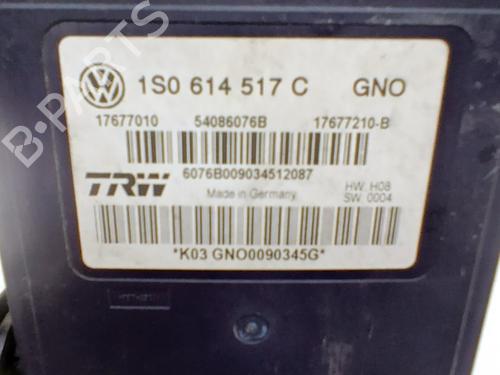 B-PARTS
1S0 614 517 C GNO
17677010 54086076B 17677210-B
TRW 6076B009034512087
Made in Germany HW: H08
SW: 0004
*K03 GNO0090345G*